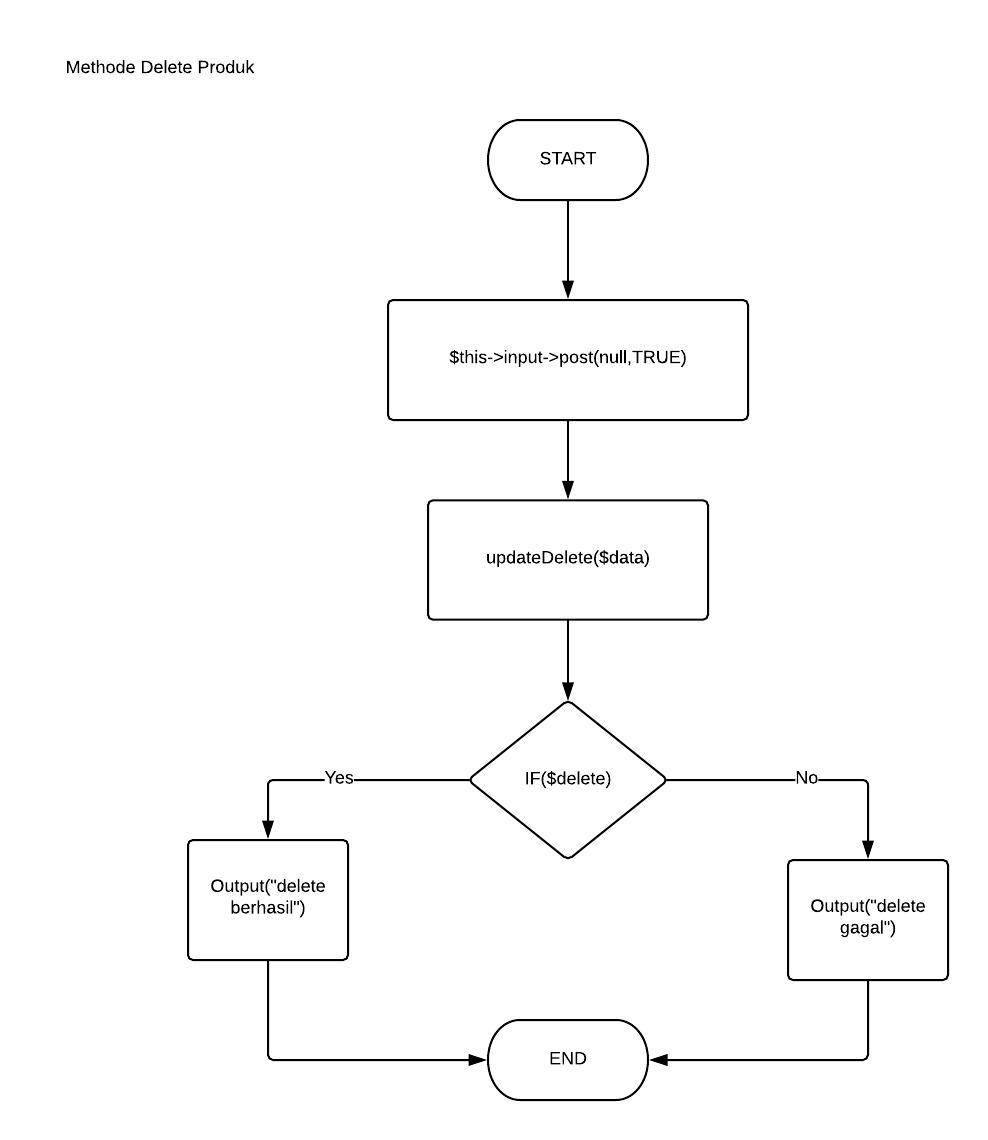 Methode Delete Produk
START
$this->input->post(null,TRUE)
updateDelete($data)
IF($delete)
Yes
No
Output("delete
berhasil")
Output("delete
gagal")
END